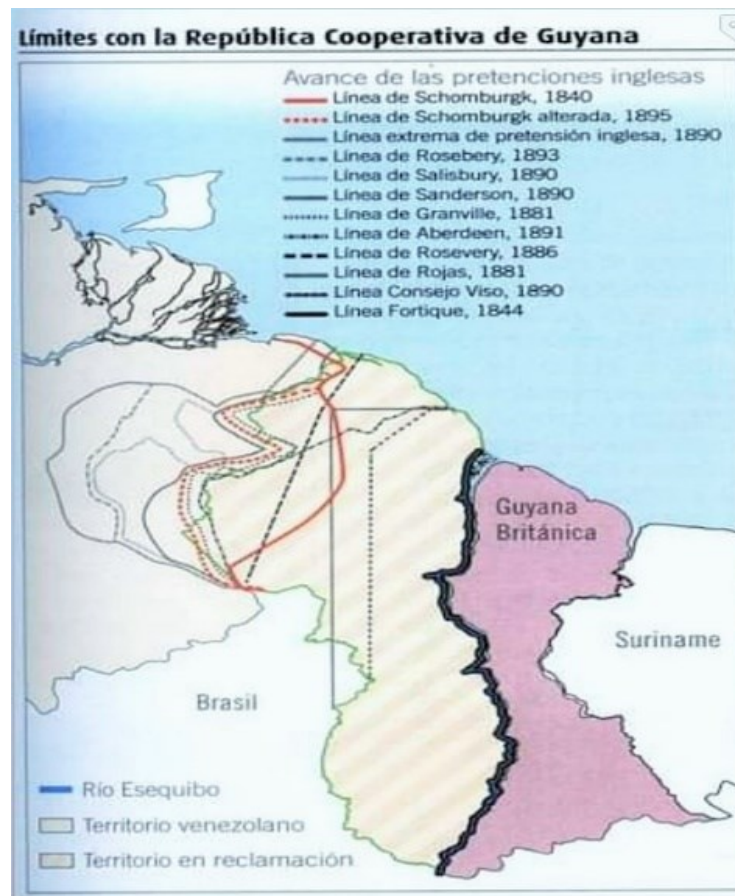 Límites con la República Cooperativa de Guyana
Avance de las pretenciones inglesas
Línea de Schomburgk, 1840
Línea de Schomburgk alterada, 1895
Línea extrema de pretensión inglesa, 1890
Línea de Rosebery, 1893
Línea de Salisbury, 1890
Línea de Sanderson, 1890
Línea de Granville, 1881
Línea de Aberdeen, 1891
Línea de Rosevery, 1886
Línea de Rojas, 1881
Línea Consejo Viso, 1890
Línea Fortique, 1844
Guyana
Británica
Suriname
Brasil
Río Esequibo
Territorio venezolano
Territorio en reclamación